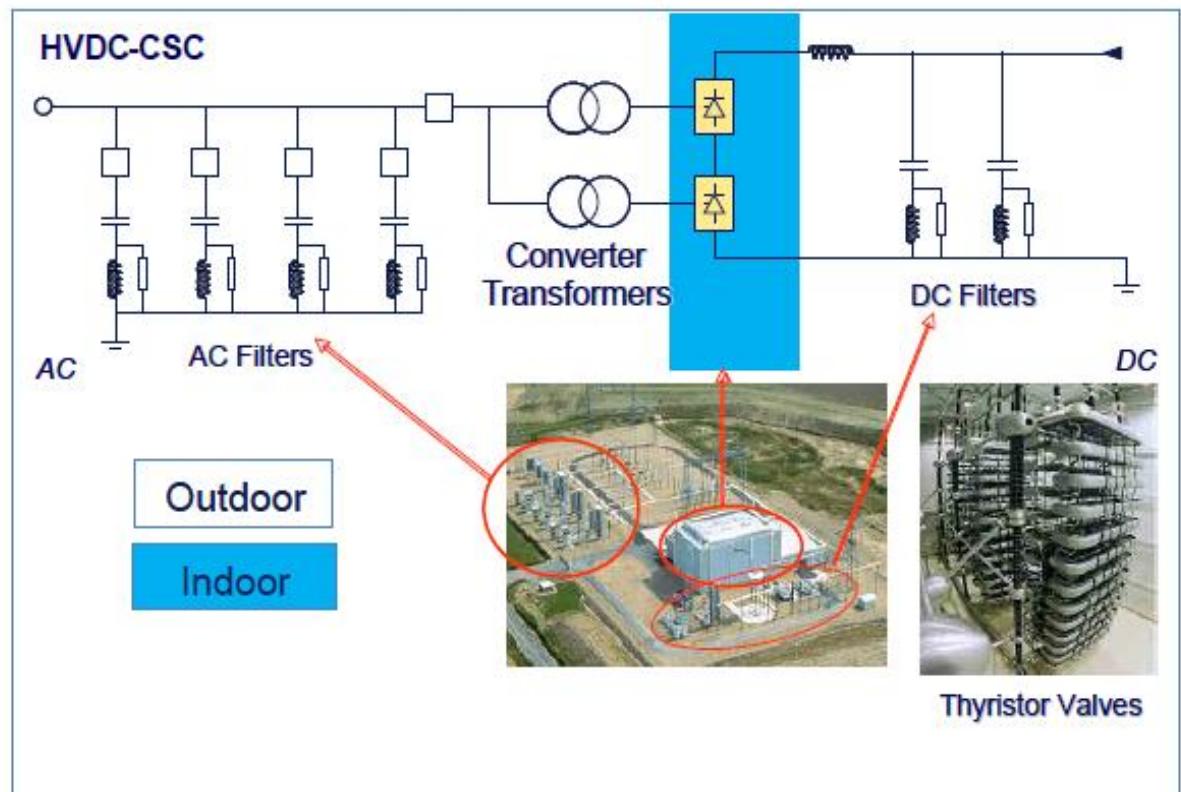 HVDC-CSC
Converter
Transformers
DC Filters
AC Filters
AC
DC
Outdoor
Indoor
Thyristor Valves